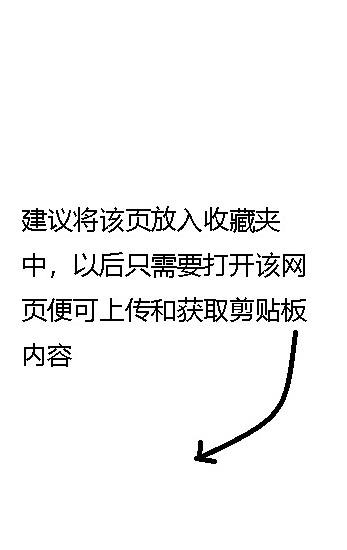 建议将该页放入收藏夹
中，以后只需要打开该网
页便可上传和获取剪贴板
内容